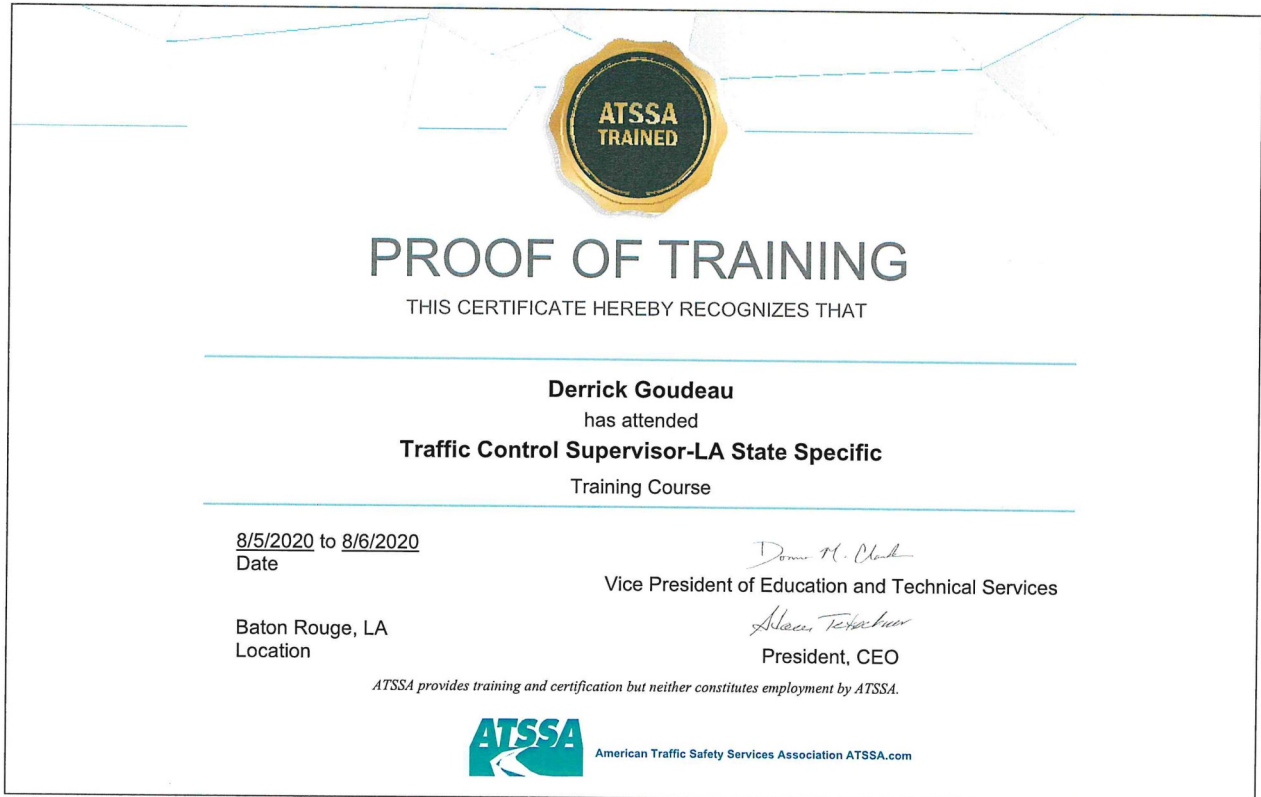 ATSSA
TRAINED
PROOF OF TRAINING
THIS CERTIFICATE HEREBY RECOGNIZES THAT
Derrick Goudeau
has attended
Traffic Control Supervisor-LA State Specific
Training Course
8/5/2020 to 8/6/2020
Date
Donna M. Clark
Vice President of Education and Technical Services
Baton Rouge, LA
Location
President, CEO
ATSSA provides training and certification but neither constitutes employment by ATSSA.
ATSSA
American Traffic Safety Services Association ATSSA.com